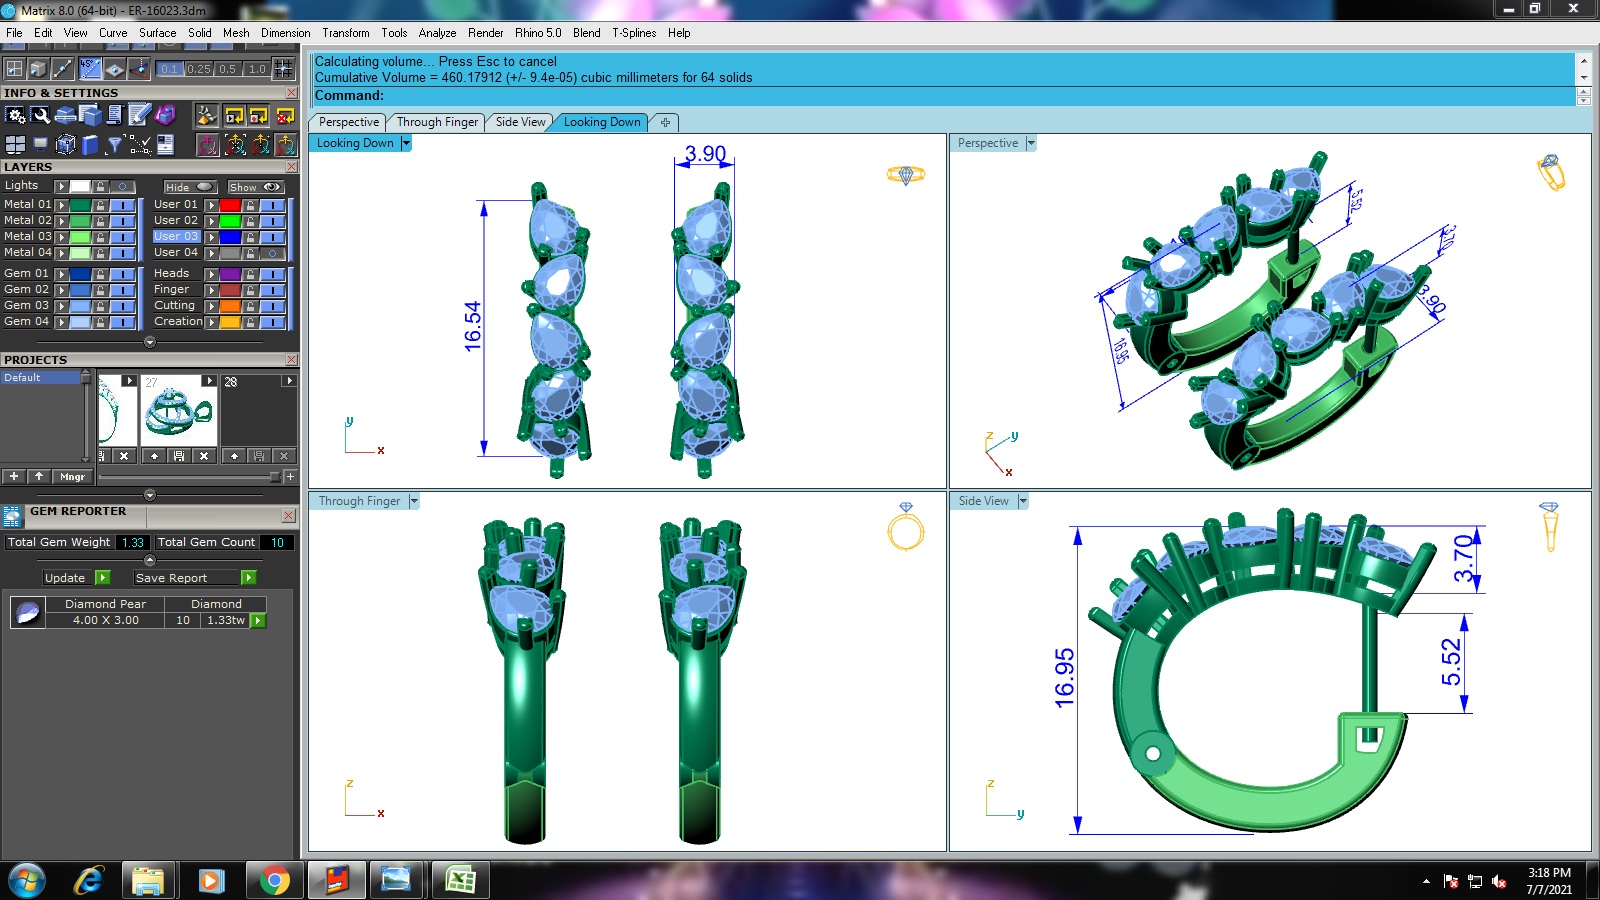 Matrix 8.0 (64-bit) - ER-16023.3dm
File Edit View Curve Surface Solid Mesh Dimension Transform Tools Analyze Render Rhino 5.0 Blend T-Splines Help
0.1 0.25 0.5 1.0
INFO & SETTINGS
LAYERS
Lights Hide Show
Metal 01 User 01
Metal 02 User 02
Metal 03 User 03
Metal 04 User 04
Gem 01 Heads
Gem 02 Finger
Gem 03 Cutting
Gem 04 Creation
PROJECTS
Default
27 28
Mngr
GEM REPORTER
Total Gem Weight 1.33 Total Gem Count 10
Update Save Report
Diamond Pear Diamond
4.00 X 3.00 10 1.33tw
Calculating volume... Press Esc to cancel
Cumulative Volume = 460.17912 (+/- 9.4e-05) cubic millimeters for 64 solids
Command:
Perspective Through Finger Side View Looking Down
Looking Down
3.90
16.54
y
x
Perspective
5.52
3.70
3.90
16.95
z
y
x
Through Finger
z
x
Side View
3.70
5.52
16.95
z
y
3:18 PM
7/7/2021